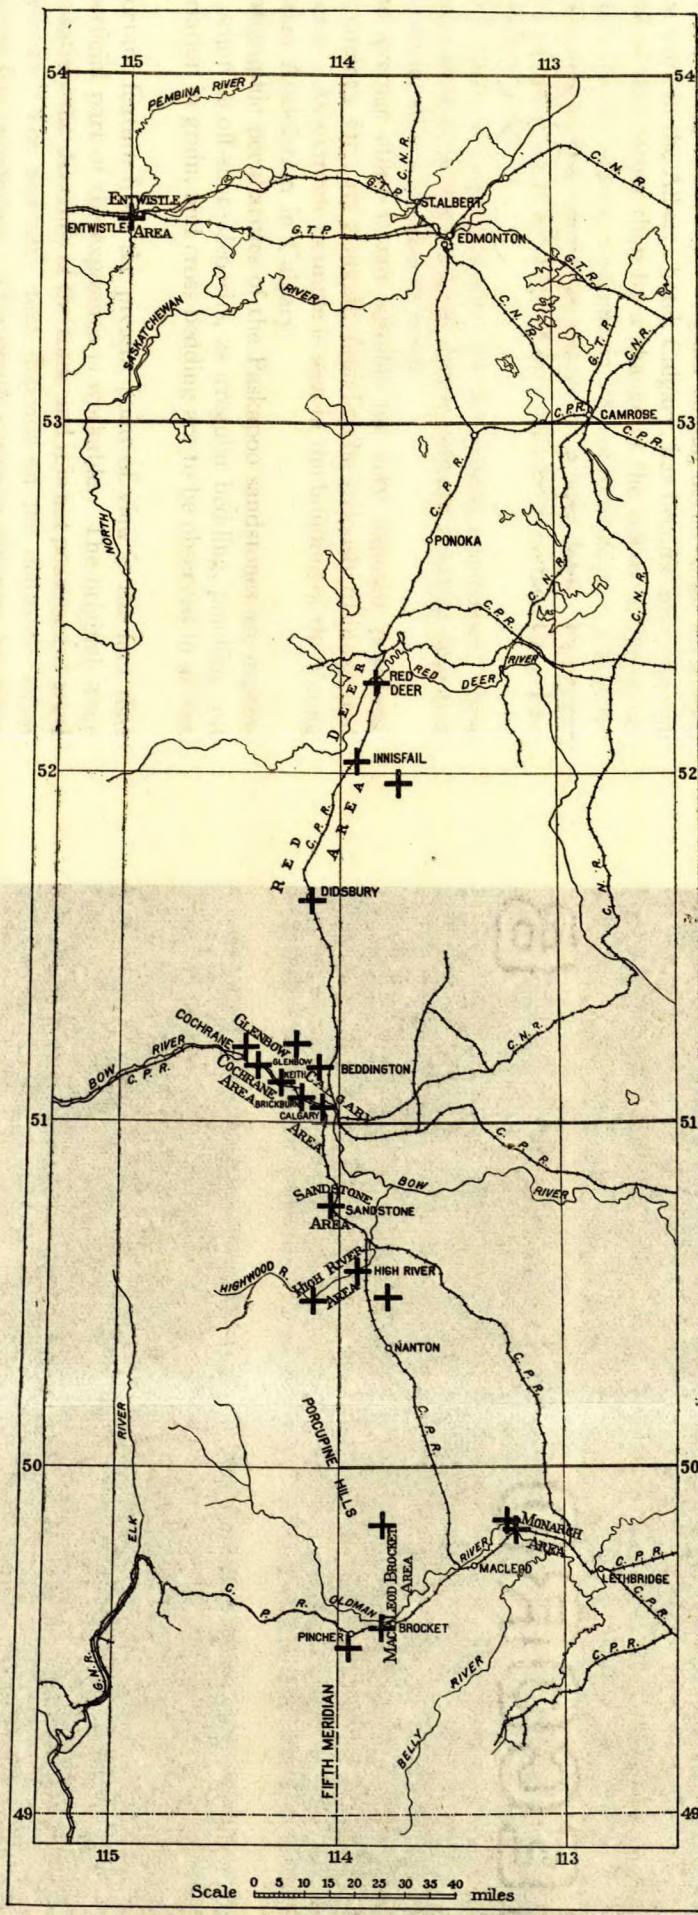 115 114 113
54 54
PEMBINA RIVER
C.N.R.
C. N. R.
ENTWISTLE
G.T.P.
ST. ALBERT
ENTWISTLE AREA
G.T.P.
EDMONTON
G.T.R.
RIVER
SASKATCHEWAN
C. N. R.
G.T.P.
C.N.R.
C.P.R.
CAMROSE
53 53
C.P.R.
C. P. R.
NORTH
PONOKA
C. N. R.
C. N. R.
C.P.R.
RED DEER RIVER
RED
DEER
RED DEER
AREA
INNISFAIL
52 52
C.P.R.
C. N. R.
DIDSBURY
COCHRANE
GLENBOW
BOW RIVER
GLENBOW
C.N.R.
C. P. R.
KEITH
BEDDINGTON
COCHRANE
AREA
BRICKBURN
CALGARY
CALGARY
AREA
51 51
C. P. R.
BOW
RIVER
SANDSTONE
AREA
SANDSTONE
HIGHWOOD R.
HIGH RIVER
AREA
HIGH RIVER
NANTON
C. P. R.
C. P. R.
RIVER
PORCUPINE
HILLS
50 50
ELK
MONARCH
AREA
MACLEOD BROCKET
AREA
RIVER
MACLEOD
C.P.R.
LETHBRIDGE
C. P. R.
OLDMAN
C.P.R.
PINCHER
BROCKET
C.P.R.
G.N.R.
RIVER
BELLY
FIFTH MERIDIAN
49 49
115 114 113
Scale 0 5 10 15 20 25 30 35 40 miles